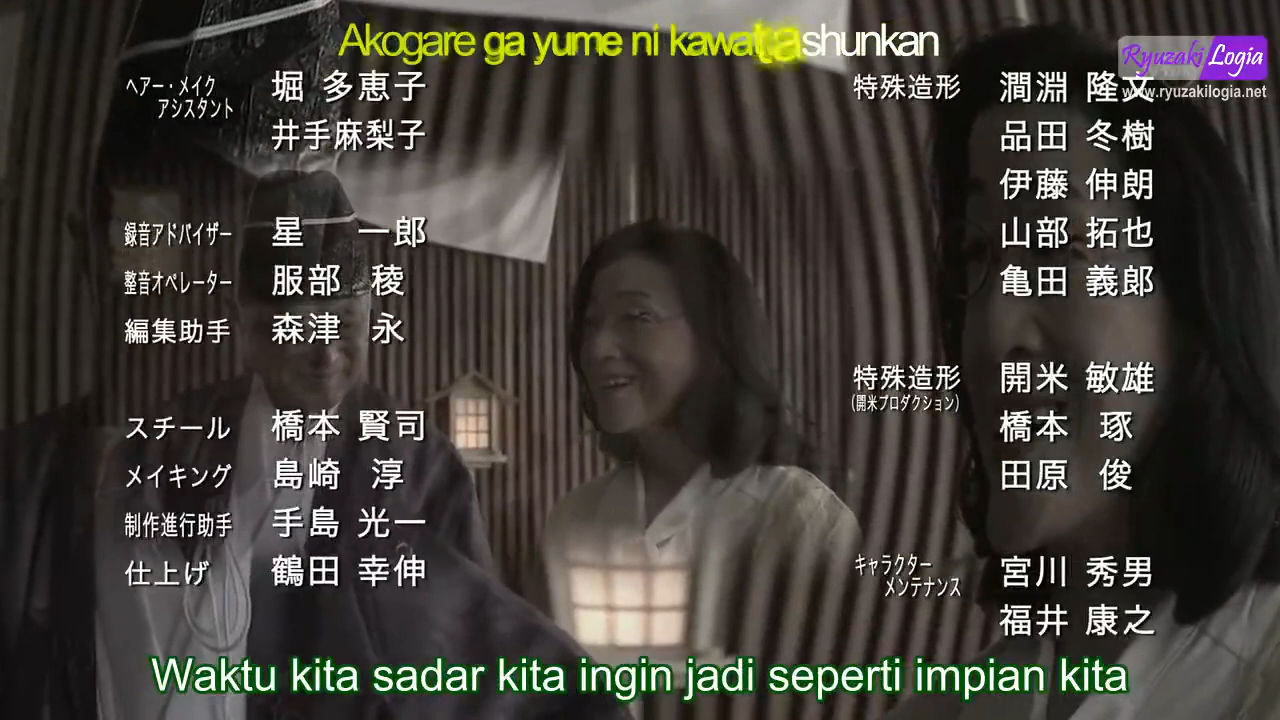 Akogare ga yume ni kawatta shunkan
Ryuzaki Logia
www.ryuzakilogia.net
ヘアー・メイク
アシスタント
堀 多恵子
井手麻梨子
録音アドバイザー 星 一郎
整音オペレーター 服部 稜
編集助手 森津 永
スチール 橋本 賢司
メイキング 島崎 淳
制作進行助手 手島 光一
仕上げ 鶴田 幸伸
特殊造形 澗淵 隆文
品田 冬樹
伊藤 伸朗
山部 拓也
亀田 義郎
特殊造形
(開米プロダクション)
開米 敏雄
橋本 琢
田原 俊
キャラクター
メンテナンス
宮川 秀男
福井 康之
Waktu kita sadar kita ingin jadi seperti impian kita